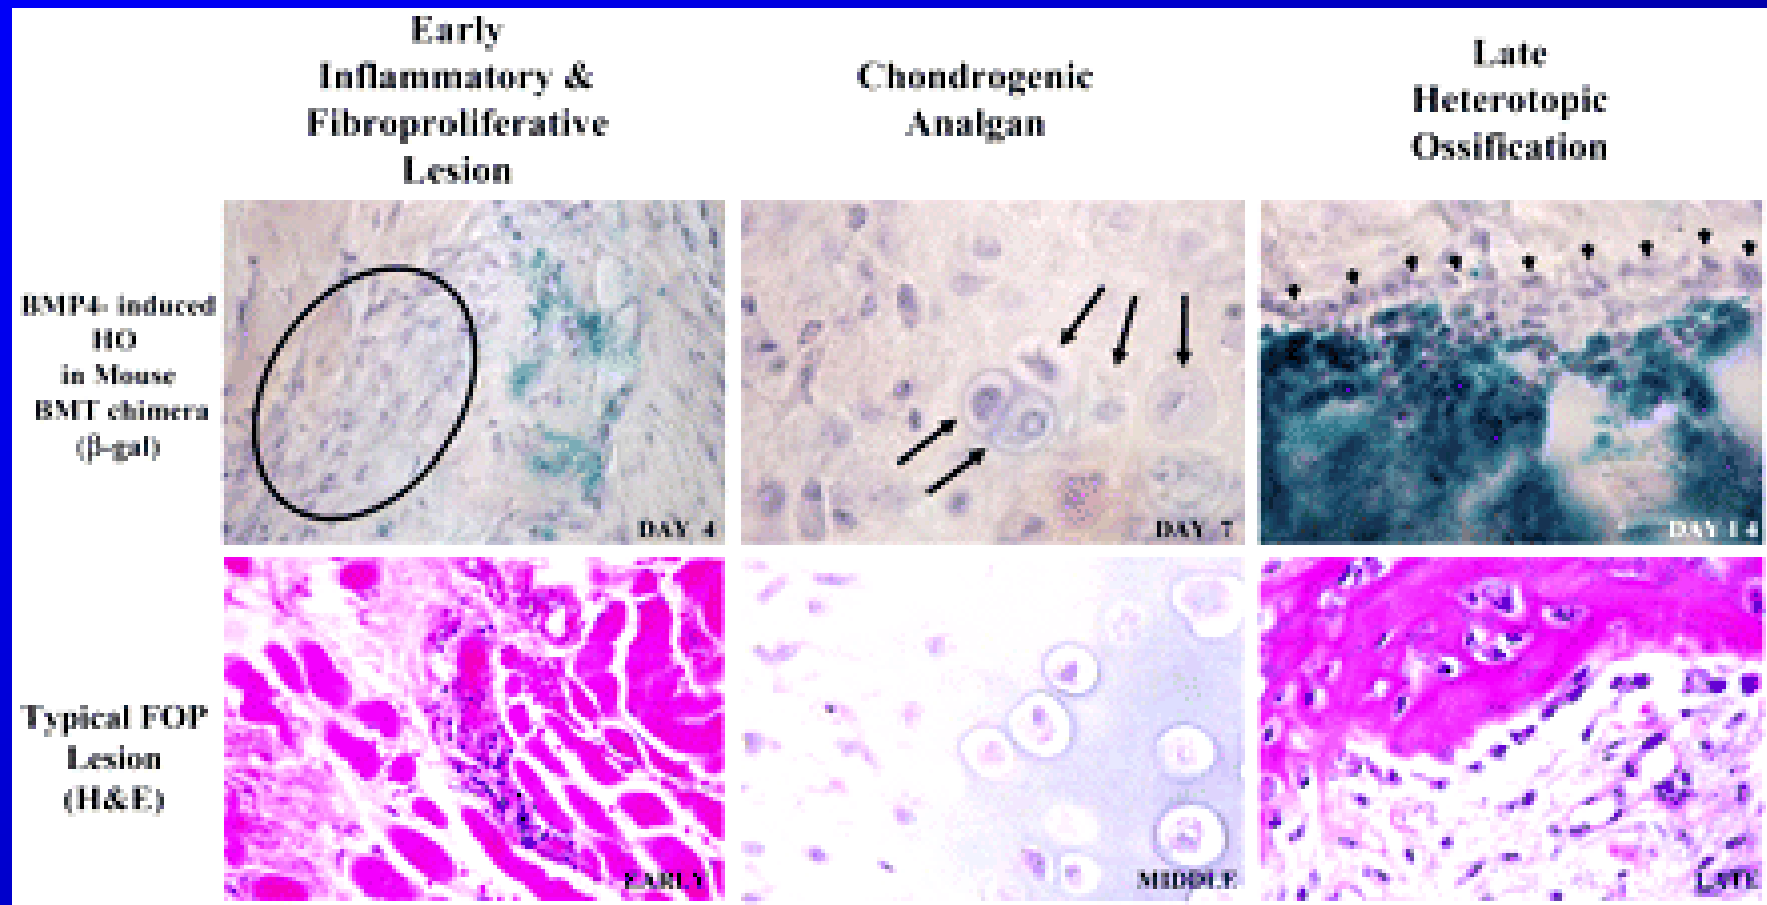 Early
Inflammatory &
Fibroproliferative
Lesion
Chondrogenic
Analgan
Late
Heterotopic
Ossification
BMP4- induced
HO
in Mouse
BMT chimera
(β-gal)
DAY 4
DAY 7
DAY 14
Typical FOP
Lesion
(H&E)
EARLY
MIDDLE
LATE